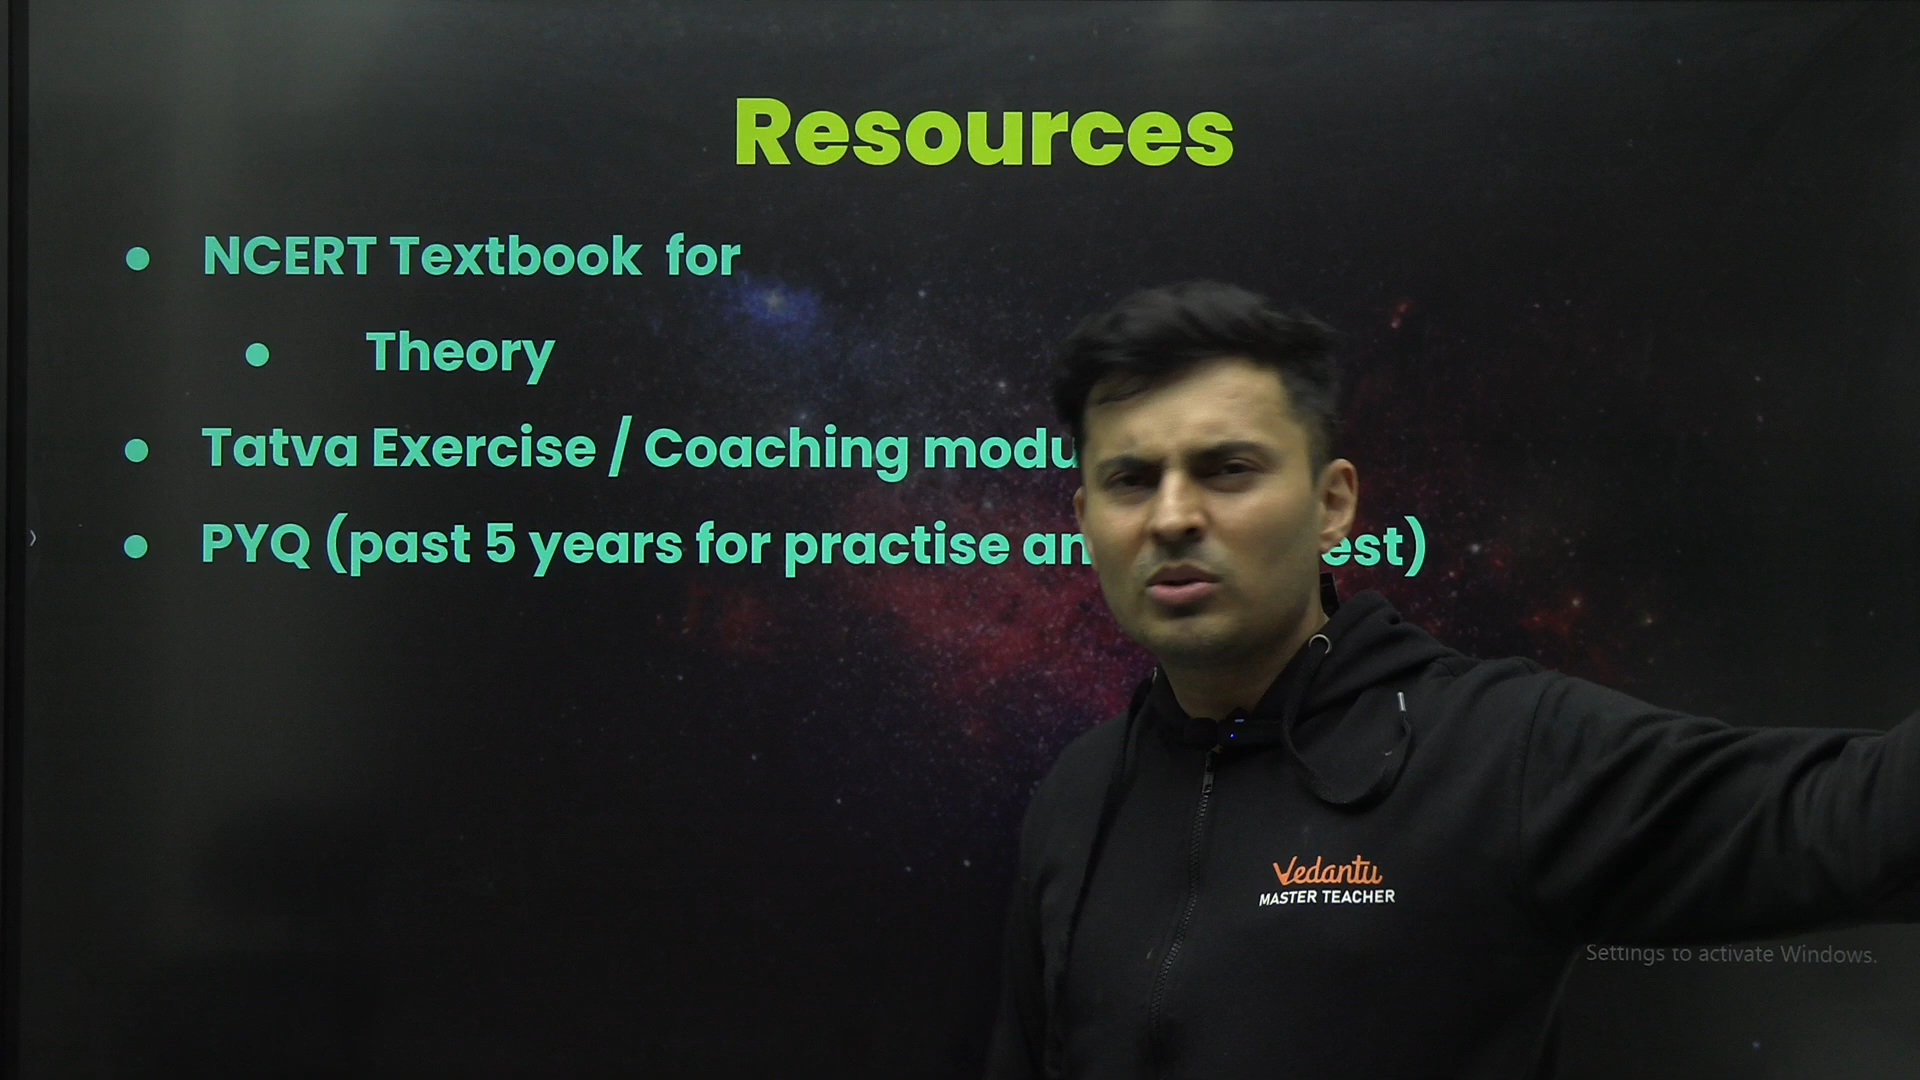 Resources
● NCERT Textbook for
● Theory
● Tatva Exercise / Coaching modu
● PYQ (past 5 years for practise an est)
Vedantu
MASTER TEACHER
Settings to activate Windows.